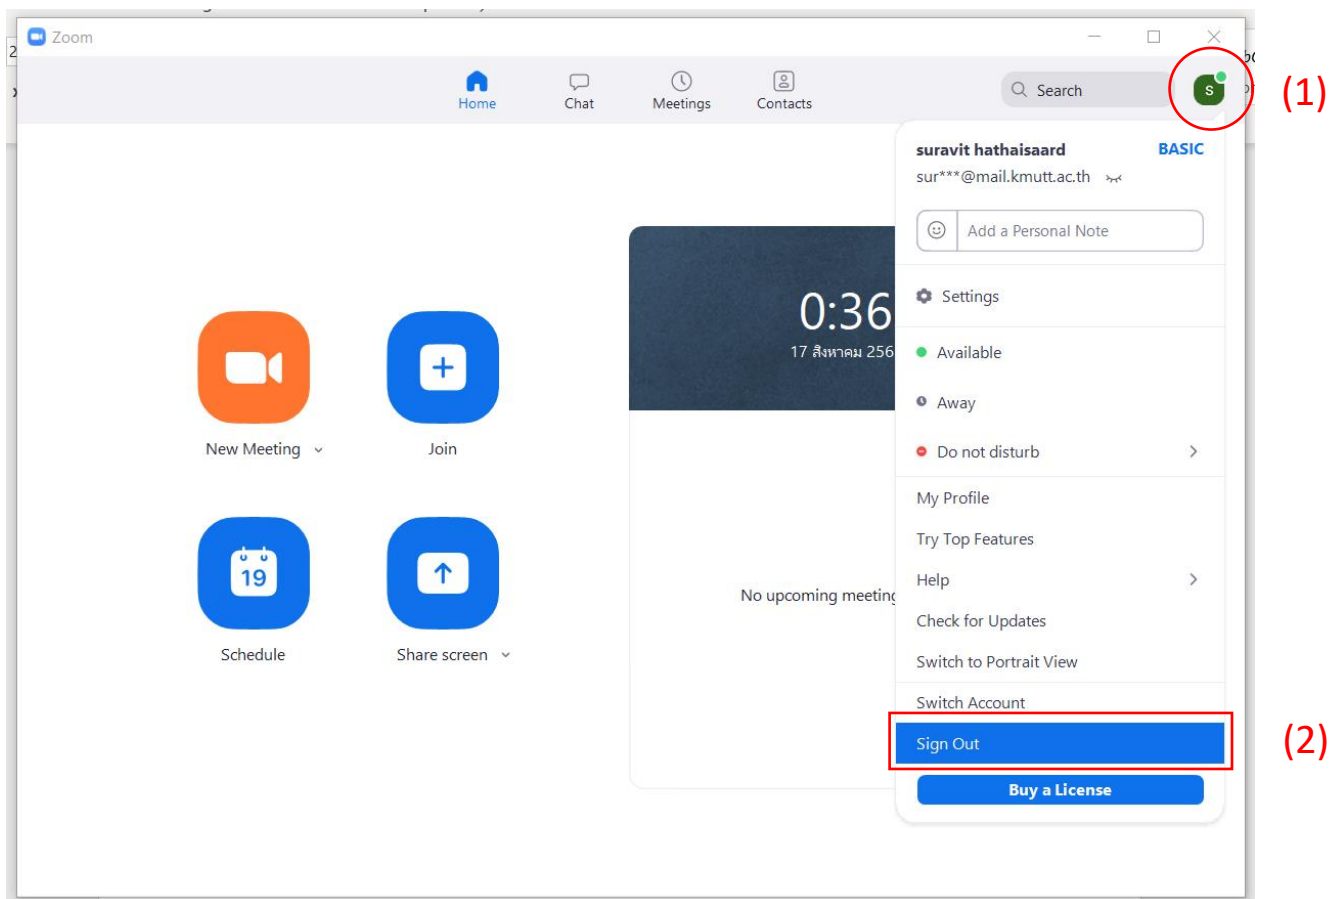 Zoom
Home
Chat
Meetings
Contacts
Search
S
(1)
suravit hathaisaard BASIC
sur***@mail.kmutt.ac.th
Add a Personal Note
Settings
Available
Away
Do not disturb
My Profile
Try Top Features
Help
Check for Updates
Switch to Portrait View
Switch Account
Sign Out
(2)
Buy a License
0:36
17 สิงหาคม 256
No upcoming meeting
New Meeting
Join
19
Schedule
Share screen